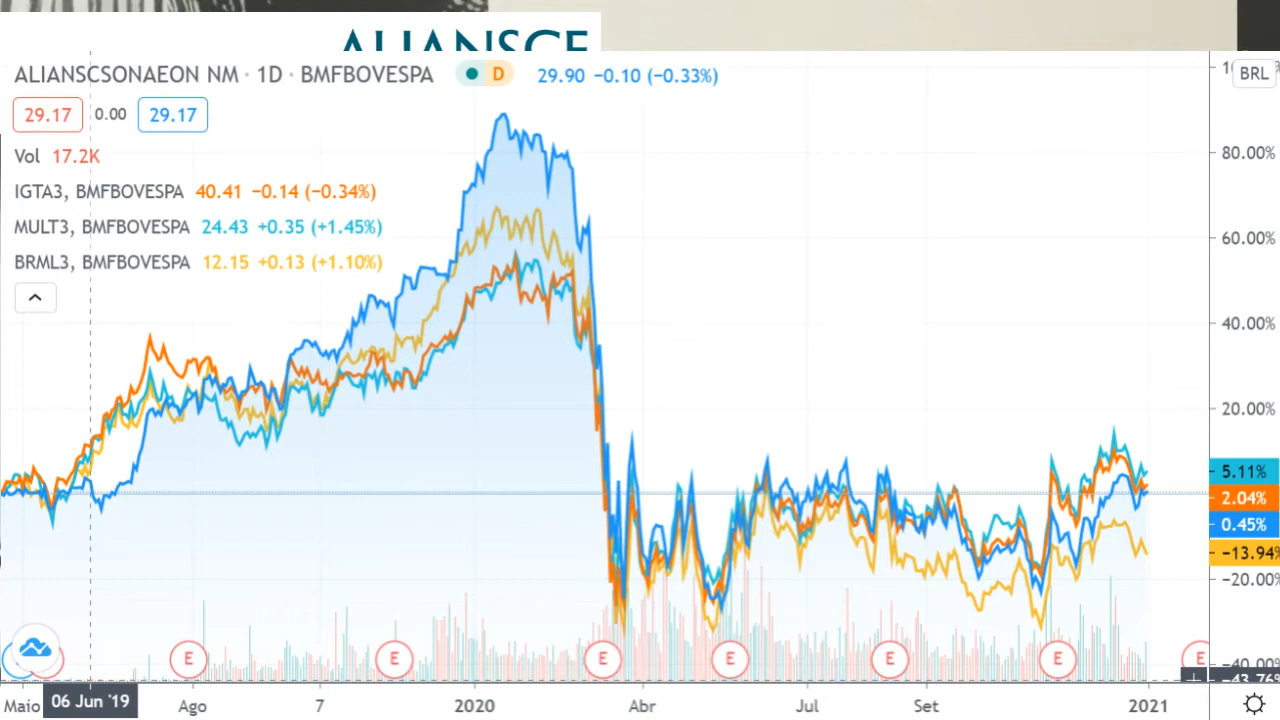 ALIANSCE
ALIANSCSONAEON NM · 1D · BMFBOVESPA D 29.90 −0.10 (−0.33%)
BRL
29.17 0.00 29.17
Vol 17.2K
80.00%
IGTA3, BMFBOVESPA 40.41 −0.14 (−0.34%)
MULT3, BMFBOVESPA 24.43 +0.35 (+1.45%)
60.00%
BRML3, BMFBOVESPA 12.15 +0.13 (+1.10%)
40.00%
20.00%
5.11%
2.04%
0.45%
−13.94%
−20.00%
E E E E E E E
−40.00%
−43.76%
Maio 06 Jun '19 Ago 7 2020 Abr Jul Set 2021